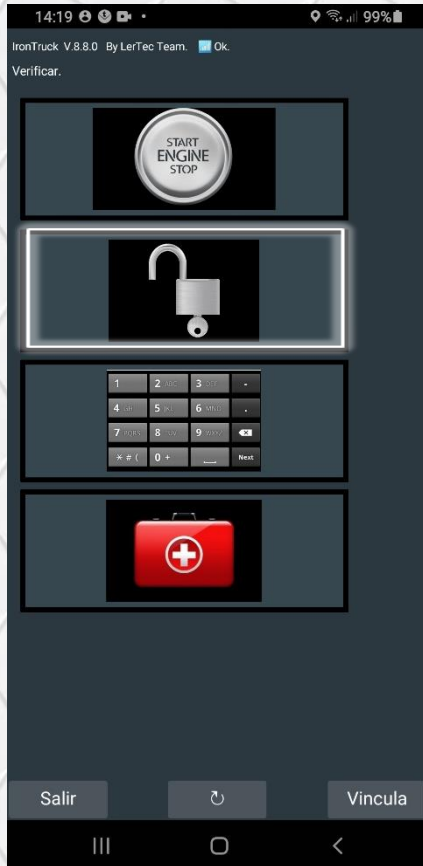 14:19 99%
IronTruck V.8.8.0 By LerTec Team. Ok.
Verificar.
START
ENGINE
STOP
1 2 ABC 3 -
4 5 6 .
7 8 9
* # ( 0 + Next
Salir Vincula